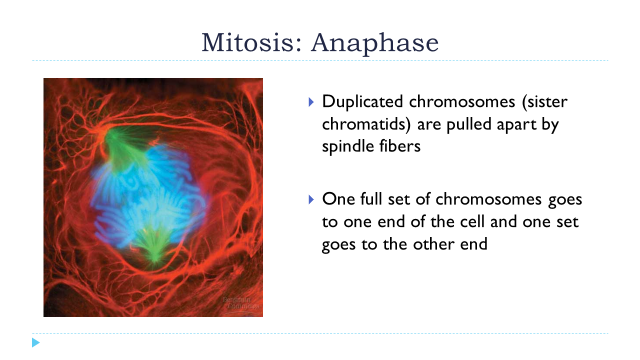 Mitosis: Anaphase
Duplicated chromosomes (sister
chromatids) are pulled apart by
spindle fibers
One full set of chromosomes goes
to one end of the cell and one set
goes to the other end